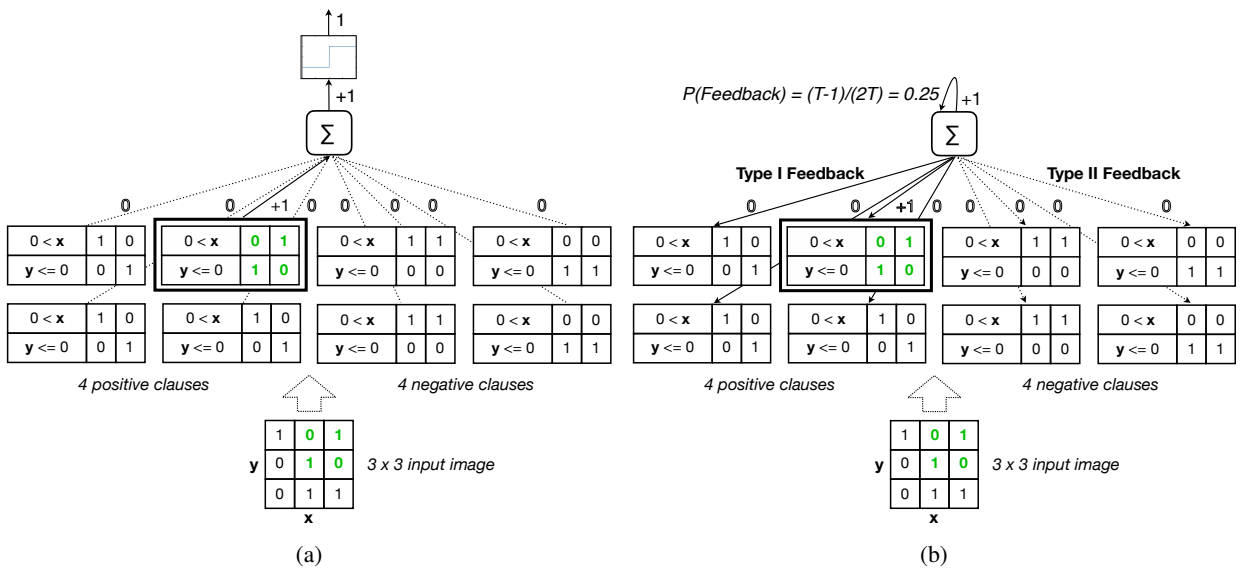 1
+1
Σ
0 0 +1 0 0 0 0 0
0 < x 1 0
y <= 0 0 1
0 < x 0 1
y <= 0 1 0
0 < x 1 1
y <= 0 0 0
0 < x 0 0
y <= 0 1 1
0 < x 1 0
y <= 0 0 1
0 < x 1 0
y <= 0 0 1
0 < x 1 1
y <= 0 0 0
0 < x 0 0
y <= 0 1 1
4 positive clauses
4 negative clauses
1 0 1
y 0 1 0 3 x 3 input image
0 1 1
x
(a)
P(Feedback) = (T-1)/(2T) = 0.25
+1
Σ
Type I Feedback
Type II Feedback
0 0 +1 0 0 0 0 0
0 < x 1 0
y <= 0 0 1
0 < x 0 1
y <= 0 1 0
0 < x 1 1
y <= 0 0 0
0 < x 0 0
y <= 0 1 1
0 < x 1 0
y <= 0 0 1
0 < x 1 0
y <= 0 0 1
0 < x 1 1
y <= 0 0 0
0 < x 0 0
y <= 0 1 1
4 positive clauses
4 negative clauses
1 0 1
y 0 1 0 3 x 3 input image
0 1 1
x
(b)